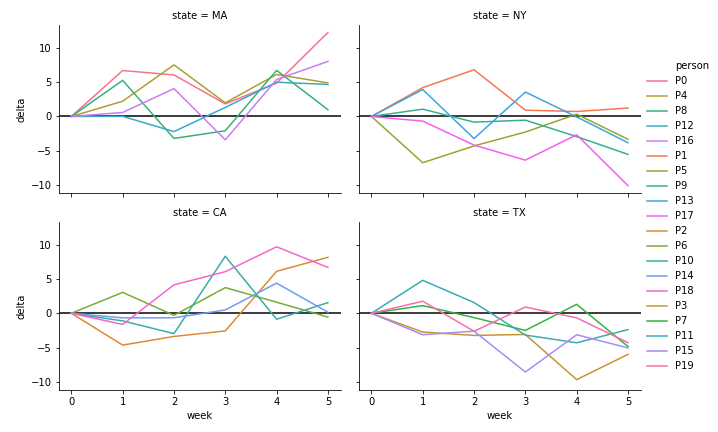 state = MA
state = NY
10
5
0
−5
−10
delta
state = CA
state = TX
10
5
0
−5
−10
delta
0 1 2 3 4 5
week
0 1 2 3 4 5
week
person
P0
P4
P8
P12
P16
P1
P5
P9
P13
P17
P2
P6
P10
P14
P18
P3
P7
P11
P15
P19